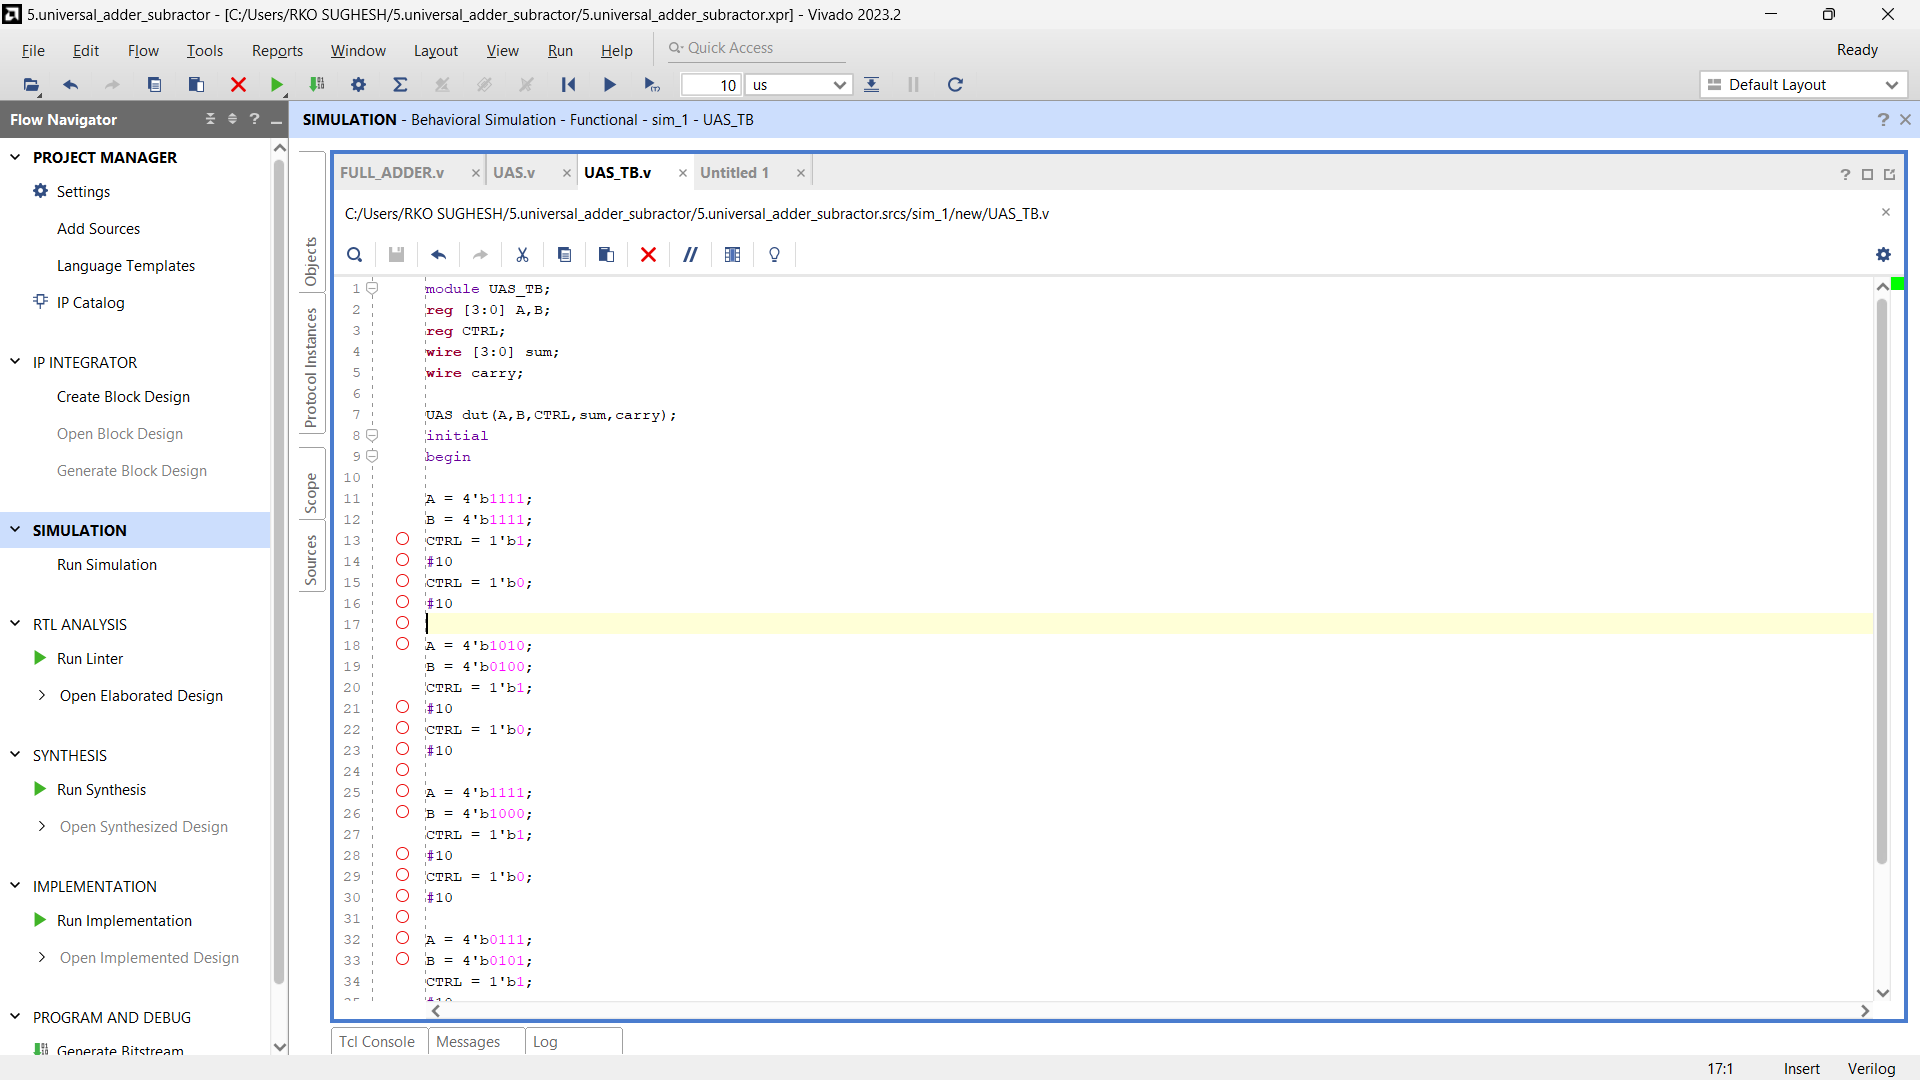 5.universal_adder_subractor - [C:/Users/RKO SUGHESH/5.universal_adder_subractor/5.universal_adder_subractor.xpr] - Vivado 2023.2
File Edit Flow Tools Reports Window Layout View Run Help Quick Access Ready
10 us Default Layout
Flow Navigator
SIMULATION - Behavioral Simulation - Functional - sim_1 - UAS_TB
PROJECT MANAGER
Settings
Add Sources
Language Templates
IP Catalog
IP INTEGRATOR
Create Block Design
Open Block Design
Generate Block Design
SIMULATION
Run Simulation
RTL ANALYSIS
Run Linter
Open Elaborated Design
SYNTHESIS
Run Synthesis
Open Synthesized Design
IMPLEMENTATION
Run Implementation
Open Implemented Design
PROGRAM AND DEBUG
Generate Bitstream
Objects
Protocol Instances
Scope
Sources
FULL_ADDER.v UAS.v UAS_TB.v Untitled 1
C:/Users/RKO SUGHESH/5.universal_adder_subractor/5.universal_adder_subractor.srcs/sim_1/new/UAS_TB.v
1 module UAS_TB;
2 reg [3:0] A,B;
3 reg CTRL;
4 wire [3:0] sum;
5 wire carry;
6
7 UAS dut(A,B,CTRL,sum,carry);
8 initial
9 begin
10
11 A = 4'b1111;
12 B = 4'b1111;
13 CTRL = 1'b1;
14 #10
15 CTRL = 1'b0;
16 #10
17
18 A = 4'b1010;
19 B = 4'b0100;
20 CTRL = 1'b1;
21 #10
22 CTRL = 1'b0;
23 #10
24
25 A = 4'b1111;
26 B = 4'b1000;
27 CTRL = 1'b1;
28 #10
29 CTRL = 1'b0;
30 #10
31
32 A = 4'b0111;
33 B = 4'b0101;
34 CTRL = 1'b1;
35 #10
Tcl Console Messages Log
17:1 Insert Verilog